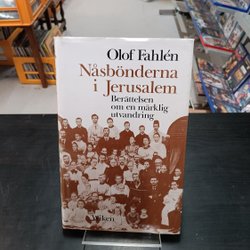 Olof Fahlén
Nåsbönderna
i Jerusalem
Berättelsen
om en märklig
utvandring
Wiken